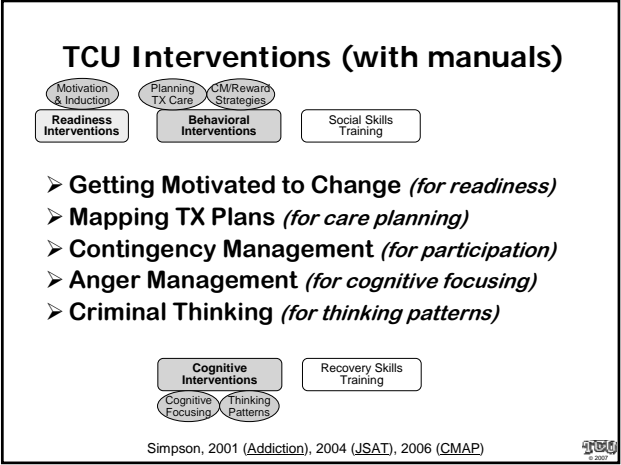 TCU Interventions (with manuals)
Motivation
& Induction
Planning
TX Care
CM/Reward
Strategies
Readiness
Interventions
Behavioral
Interventions
Social Skills
Training
➢ Getting Motivated to Change (for readiness)
➢ Mapping TX Plans (for care planning)
➢ Contingency Management (for participation)
➢ Anger Management (for cognitive focusing)
➢ Criminal Thinking (for thinking patterns)
Cognitive
Interventions
Recovery Skills
Training
Cognitive
Focusing
Thinking
Patterns
Simpson, 2001 (Addiction), 2004 (JSAT), 2006 (CMAP)
TCU
© 2007